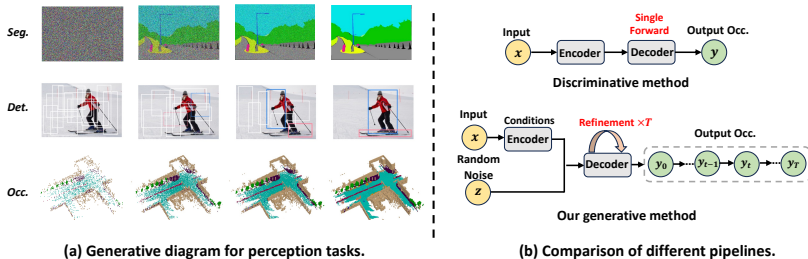 Seg.
Det.
Occ.
(a) Generative diagram for perception tasks.
Single
Forward
Input
Output Occ.
x
Encoder
Decoder
y
Discriminative method
Input
Conditions
Refinement ×T
x
Encoder
Output Occ.
Random
Noise
Decoder
y₀
yₜ₋₁
yₜ
y_T
z
Our generative method
(b) Comparison of different pipelines.